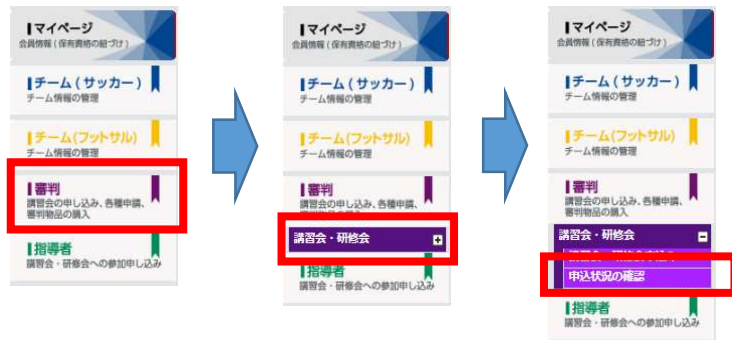 マイページ
会員情報(保有資格の紐づけ)
チーム(サッカー)
チーム情報の管理
チーム(フットサル)
チーム情報の管理
審判
講習会の申し込み、各種申請、
審判物品の購入
指導者
講習会・研修会への参加申し込み
マイページ
会員情報(保有資格の紐づけ)
チーム(サッカー)
チーム情報の管理
チーム(フットサル)
チーム情報の管理
審判
講習会の申し込み、各種申請、
審判物品の購入
講習会・研修会
指導者
講習会・研修会への参加申し込み
マイページ
会員情報(保有資格の紐づけ)
チーム(サッカー)
チーム情報の管理
チーム(フットサル)
チーム情報の管理
審判
講習会の申し込み、各種申請、
審判物品の購入
講習会・研修会
申込状況の確認
指導者
講習会・研修会への参加申し込み